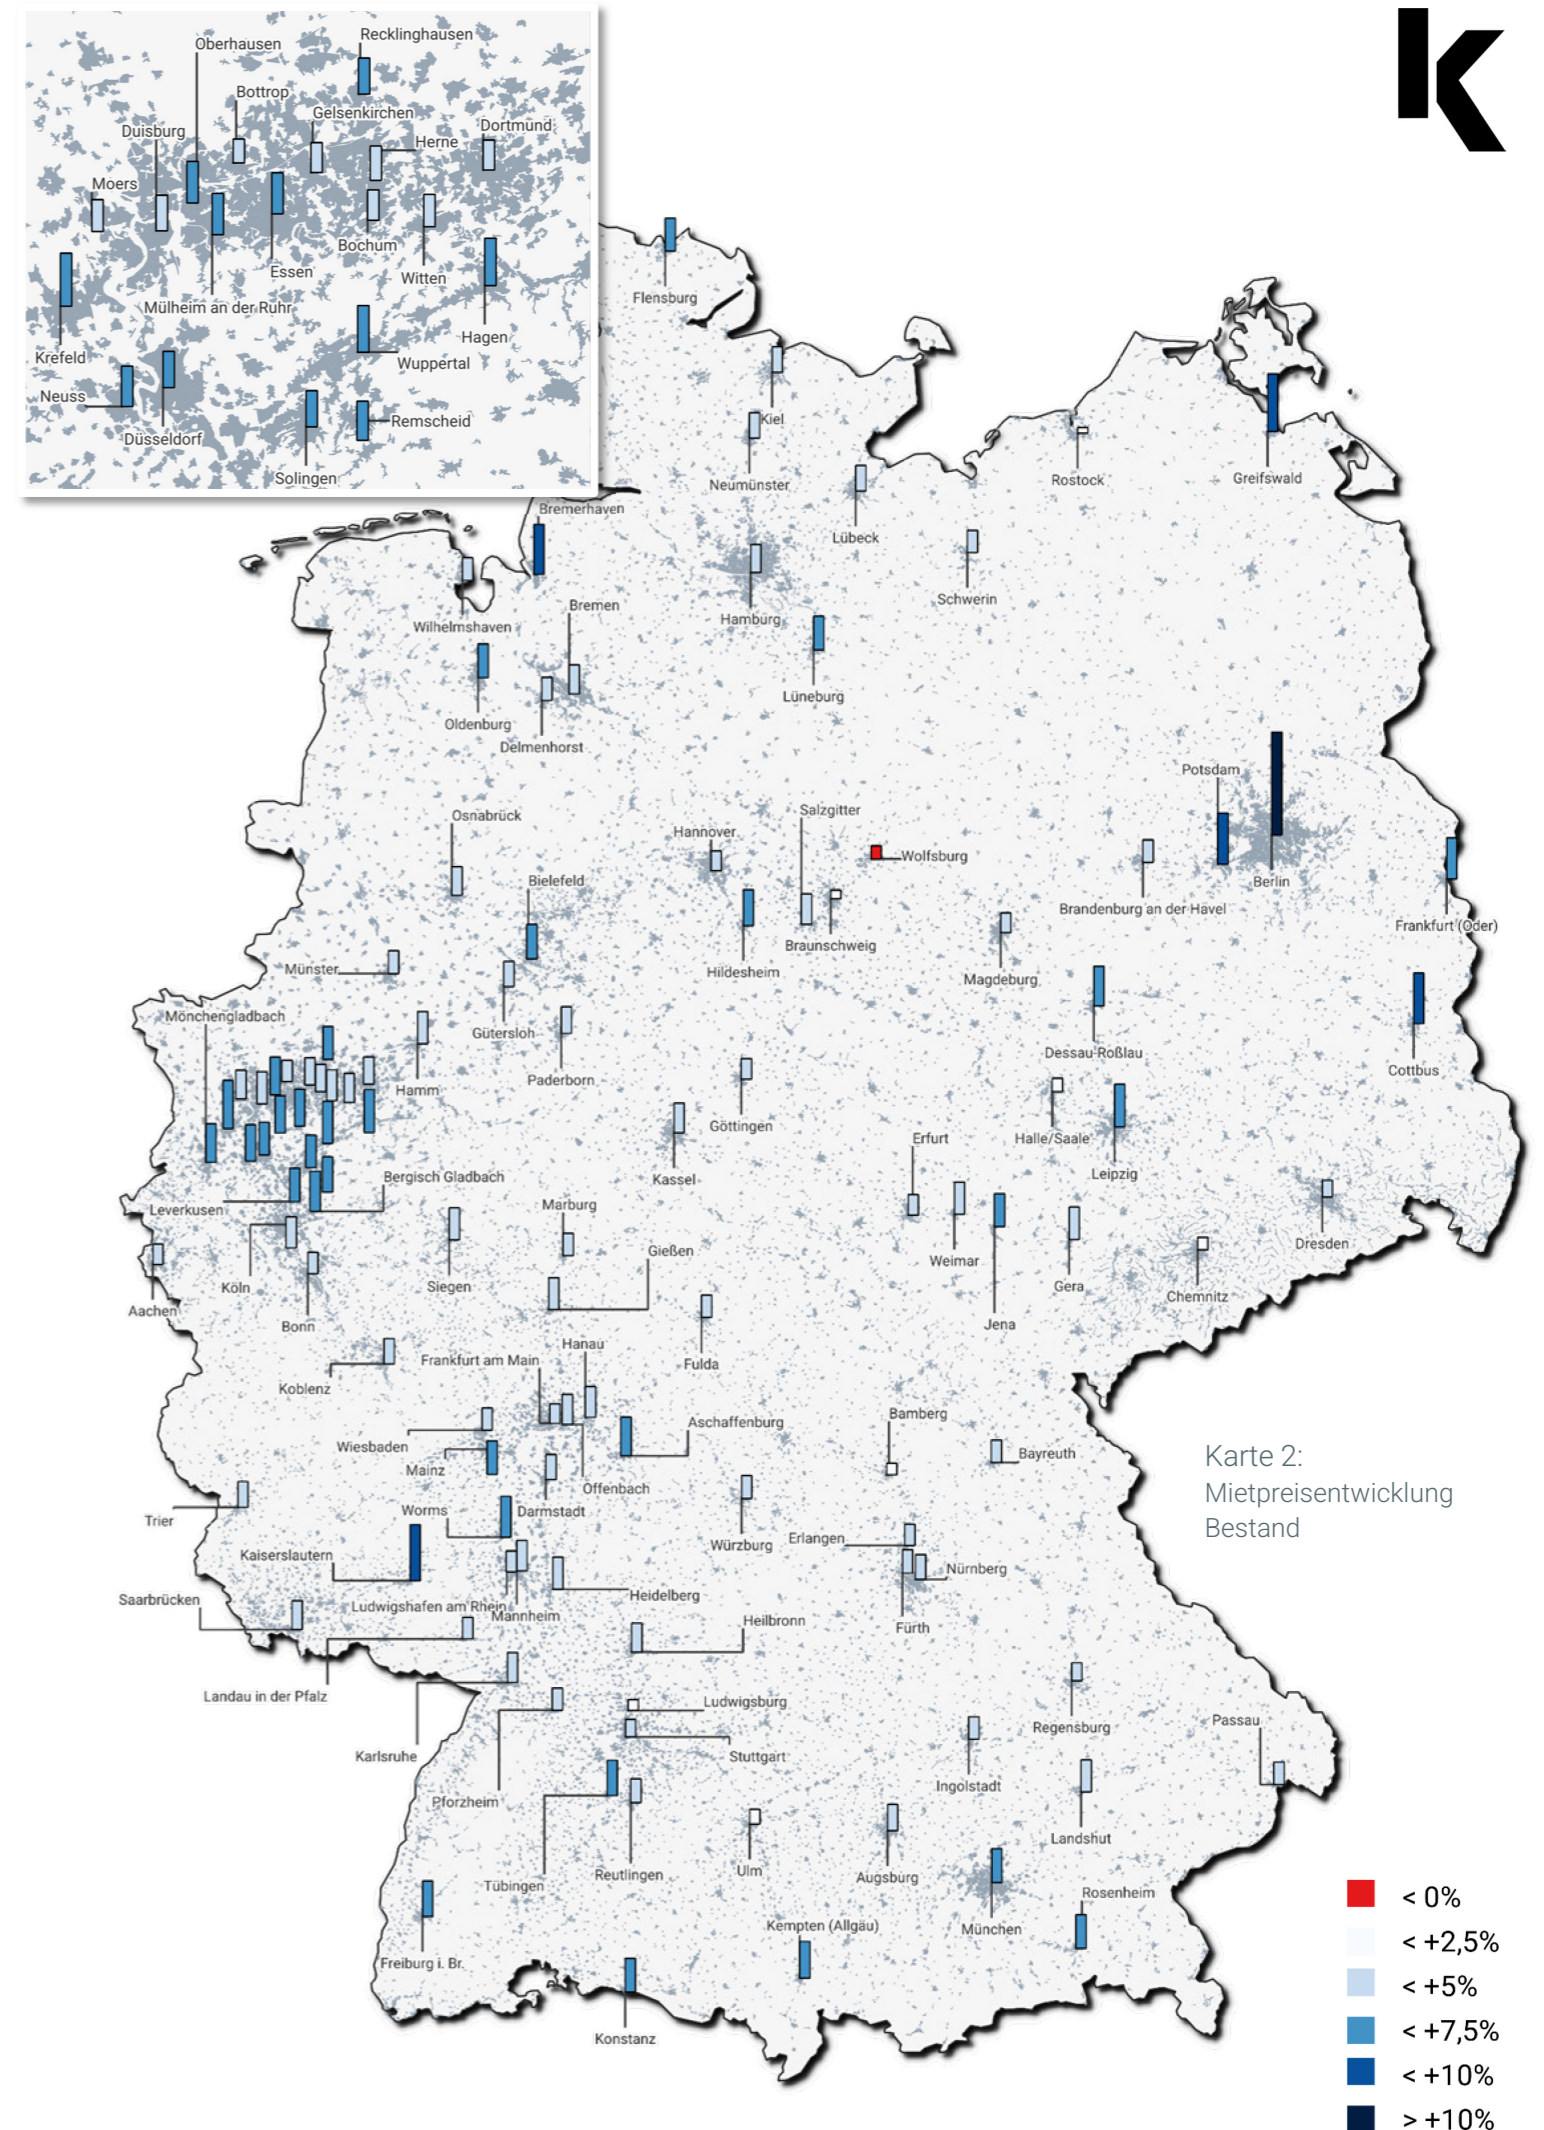 Recklinghausen
Oberhausen
Bottrop
Gelsenkirchen
Duisburg
Dortmund
Herne
Moers
Bochum
Essen
Witten
Mülheim an der Ruhr
Hagen
Krefeld
Wuppertal
Neuss
Remscheid
Düsseldorf
Solingen
Flensburg
Kiel
Neumünster
Rostock
Greifswald
Bremerhaven
Lübeck
Schwerin
Hamburg
Wilhelmshaven
Bremen
Lüneburg
Oldenburg
Delmenhorst
Potsdam
Osnabrück
Salzgitter
Hannover
Wolfsburg
Berlin
Bielefeld
Brandenburg an der Havel
Frankfurt (Oder)
Braunschweig
Münster
Hildesheim
Magdeburg
Mönchengladbach
Gütersloh
Dessau-Roßlau
Cottbus
Paderborn
Hamm
Göttingen
Erfurt
Halle/Saale
Leipzig
Kassel
Bergisch Gladbach
Leverkusen
Marburg
Gießen
Weimar
Dresden
Köln
Siegen
Gera
Chemnitz
Aachen
Bonn
Jena
Hanau
Frankfurt am Main
Fulda
Koblenz
Bamberg
Aschaffenburg
Wiesbaden
Bayreuth
Karte 2:
Mietpreisentwicklung
Bestand
Mainz
Offenbach
Worms
Darmstadt
Trier
Erlangen
Würzburg
Kaiserslautern
Nürnberg
Saarbrücken
Ludwigshafen am Rhein
Heidelberg
Mannheim
Heilbronn
Fürth
Landau in der Pfalz
Ludwigsburg
Regensburg
Passau
Karlsruhe
Stuttgart
Ingolstadt
Pforzheim
Landshut
Reutlingen
Ulm
Augsburg
Tübingen
Rosenheim
Kempten (Allgäu)
München
Freiburg i. Br.
Konstanz
< 0%
< +2,5%
< +5%
< +7,5%
< +10%
> +10%